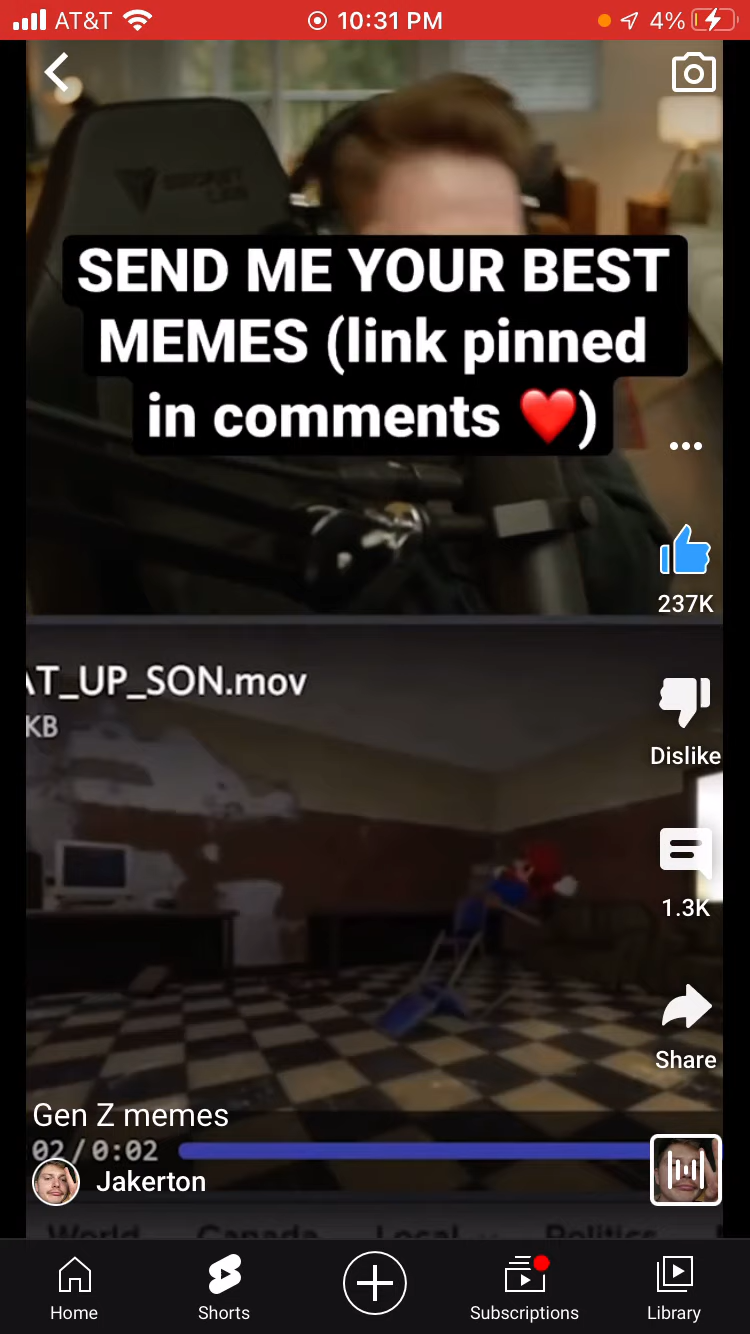 AT&T 10:31 PM 4%
SEND ME YOUR BEST
MEMES (link pinned
in comments ❤️)
237K
T_UP_SON.mov
KB
Dislike
1.3K
Share
Gen Z memes
02/0:02
Jakerton
World Canada Local Politics
Home Shorts Subscriptions Library